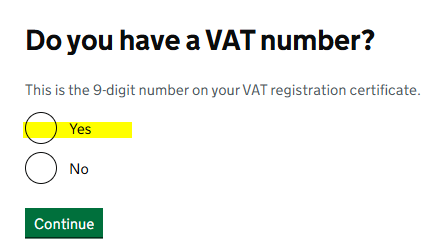 Do you have a VAT number?
This is the 9-digit number on your VAT registration certificate.
Yes
No
Continue